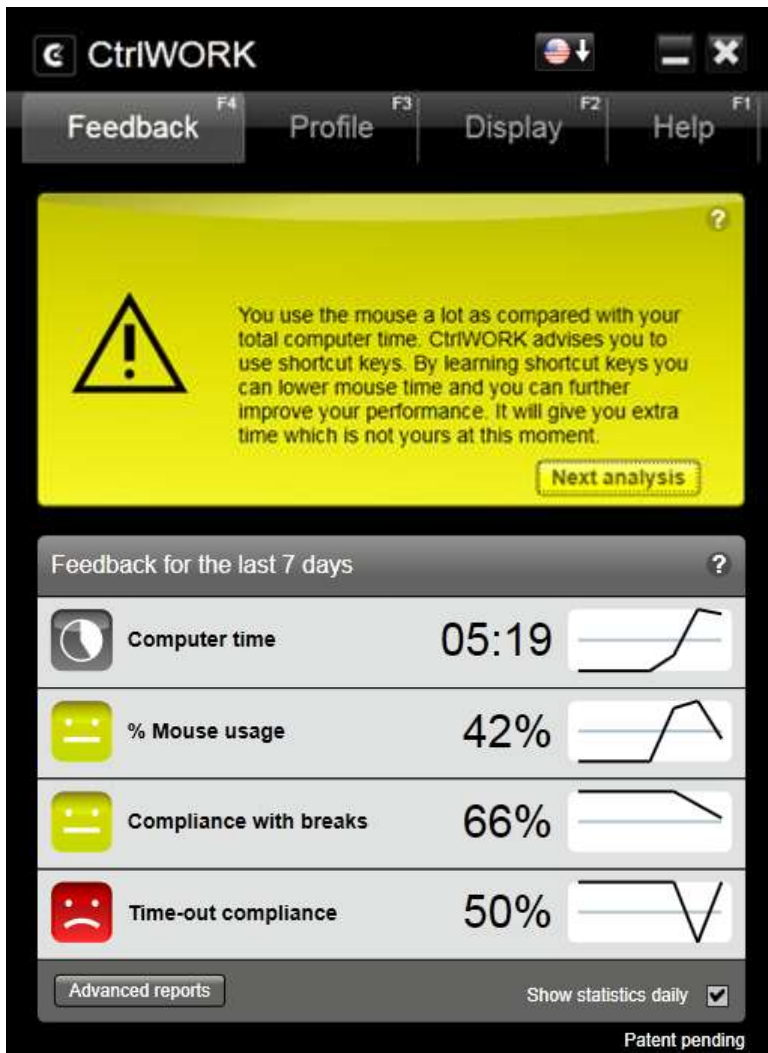 CtrlWORK
Feedback F4 Profile F3 Display F2 Help F1
?
You use the mouse a lot as compared with your
total computer time. CtrlWORK advises you to
use shortcut keys. By learning shortcut keys you
can lower mouse time and you can further
improve your performance. It will give you extra
time which is not yours at this moment.
Next analysis
Feedback for the last 7 days ?
Computer time 05:19
% Mouse usage 42%
Compliance with breaks 66%
Time-out compliance 50%
Advanced reports Show statistics daily
Patent pending